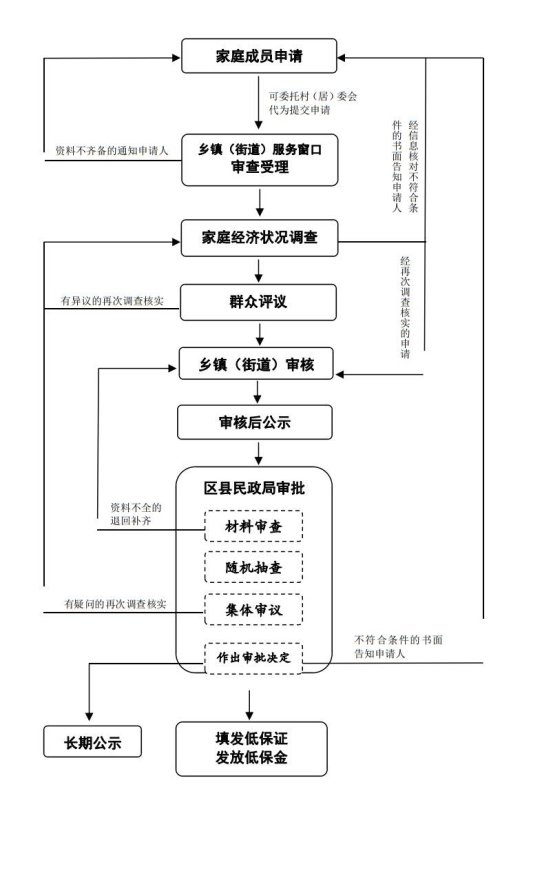 家庭成员申请
可委托村（居）委会
代为提交申请
资料不齐备的通知申请人
乡镇（街道）服务窗口
审查受理
经信息核对不符合条
件的书面告知申请人
家庭经济状况调查
有异议的再次调查核实
群众评议
经再次调查核实的申请
乡镇（街道）审核
审核后公示
区县民政局审批
资料不全的
退回补齐
材料审查
随机抽查
有疑问的再次调查核实
集体审议
不符合条件的书面
告知申请人
作出审批决定
长期公示
填发低保证
发放低保金